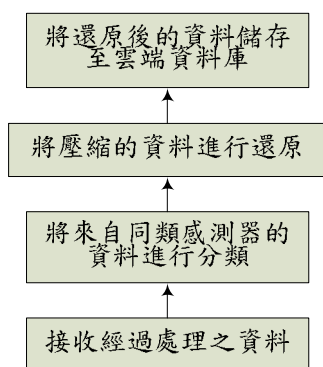 將還原後的資料儲存
至雲端資料庫
將壓縮的資料進行還原
將來自同類感測器的
資料進行分類
接收經過處理之資料